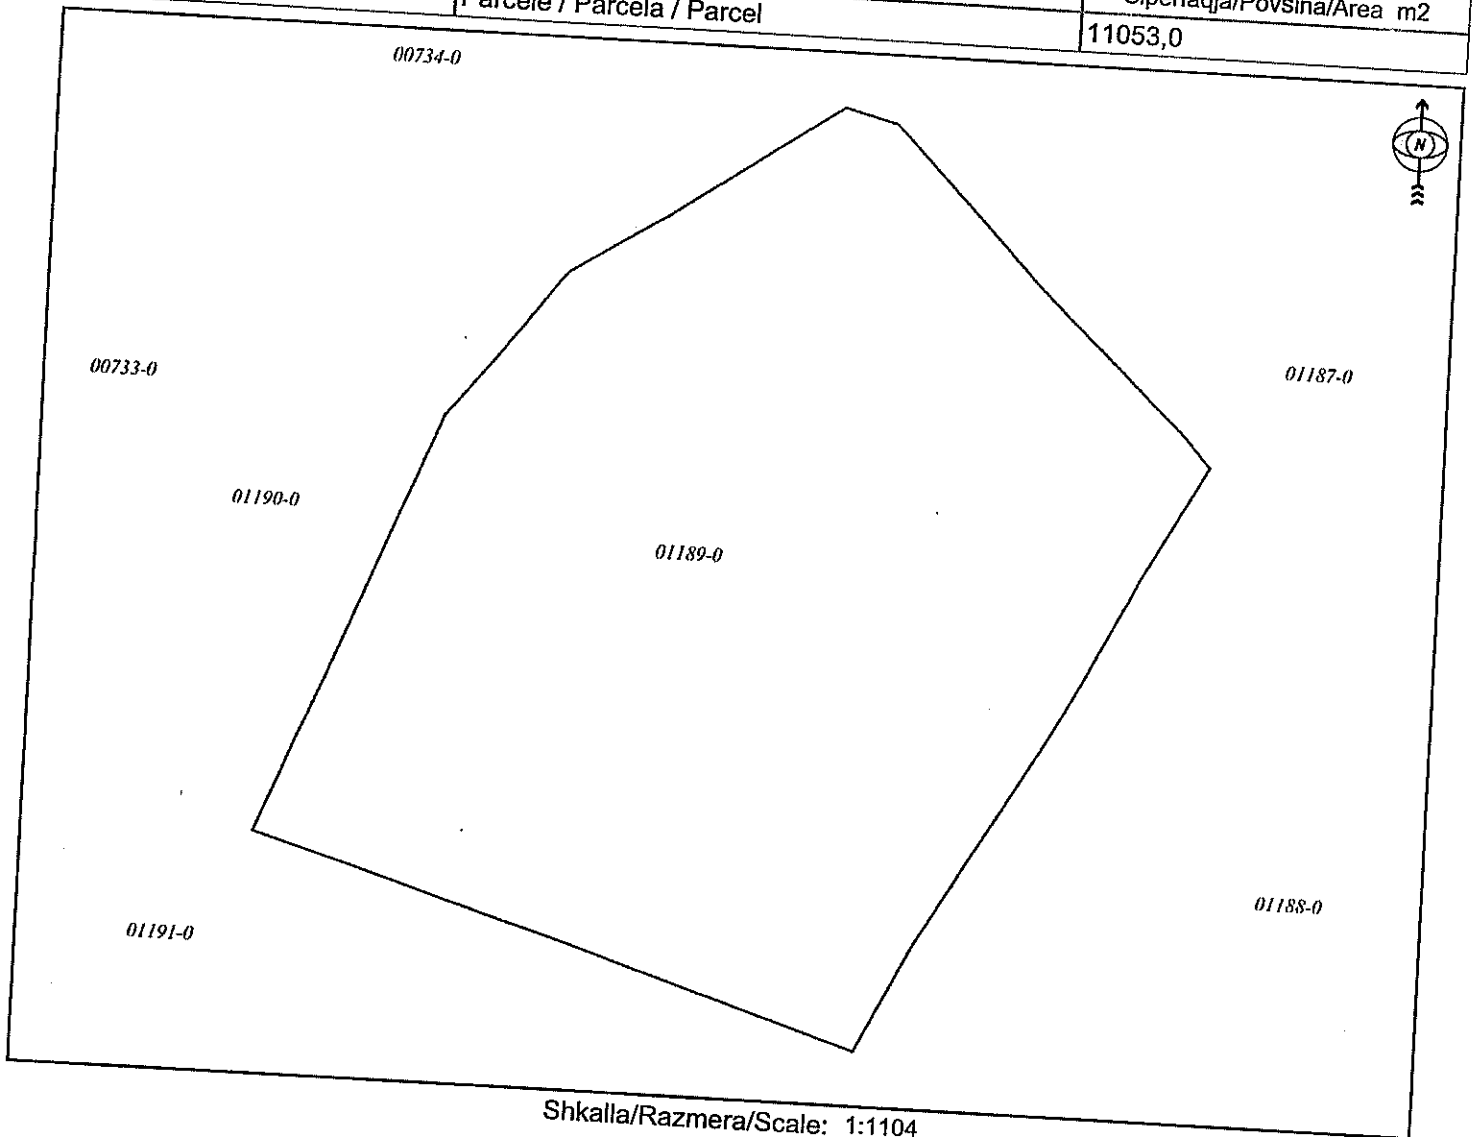 Parcele / Parcela / Parcel
Sipërfaqja/Površina/Area m2
11053,0
00734-0
N
00733-0
01187-0
01190-0
01189-0
01188-0
01191-0
Shkalla/Razmera/Scale: 1:1104